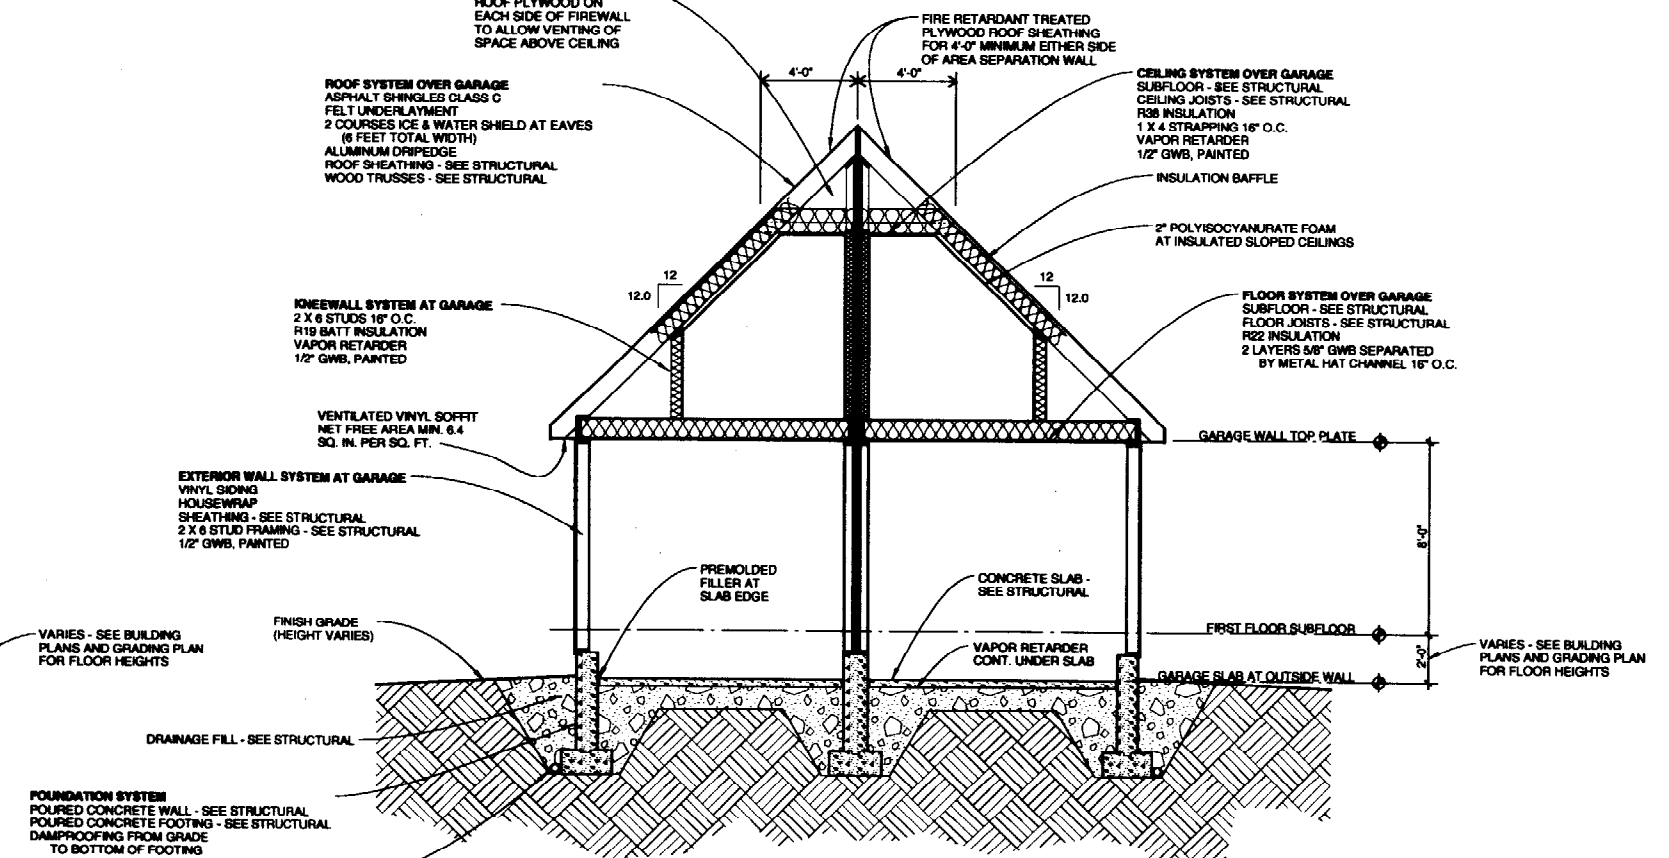 ROOF PLYWOOD ON
EACH SIDE OF FIREWALL
TO ALLOW VENTING OF
SPACE ABOVE CEILING
FIRE RETARDANT TREATED
PLYWOOD ROOF SHEATHING
FOR 4'-0" MINIMUM EITHER SIDE
OF AREA SEPARATION WALL
4'-0"
4'-0"
ROOF SYSTEM OVER GARAGE
ASPHALT SHINGLES CLASS C
FELT UNDERLAYMENT
2 COURSES ICE & WATER SHIELD AT EAVES
(6 FEET TOTAL WIDTH)
ALUMINUM DRIPEDGE
ROOF SHEATHING - SEE STRUCTURAL
WOOD TRUSSES - SEE STRUCTURAL
CEILING SYSTEM OVER GARAGE
SUBFLOOR - SEE STRUCTURAL
CEILING JOISTS - SEE STRUCTURAL
R38 INSULATION
1 X 4 STRAPPING 16" O.C.
VAPOR RETARDER
1/2" GWB, PAINTED
INSULATION BAFFLE
2" POLYISOCYANURATE FOAM
AT INSULATED SLOPED CEILINGS
12
12.0
12
12.0
KNEEWALL SYSTEM AT GARAGE
2 X 6 STUDS 16" O.C.
R19 BATT INSULATION
VAPOR RETARDER
1/2" GWB, PAINTED
FLOOR SYSTEM OVER GARAGE
SUBFLOOR - SEE STRUCTURAL
FLOOR JOISTS - SEE STRUCTURAL
R22 INSULATION
2 LAYERS 5/8" GWB SEPARATED
BY METAL HAT CHANNEL 16" O.C.
VENTILATED VINYL SOFFIT
NET FREE AREA MIN. 6.4
SQ. IN. PER SQ. FT.
GARAGE WALL TOP PLATE
EXTERIOR WALL SYSTEM AT GARAGE
VINYL SIDING
HOUSEWRAP
SHEATHING - SEE STRUCTURAL
2 X 6 STUD FRAMING - SEE STRUCTURAL
1/2" GWB, PAINTED
8'-0"
PREMOLDED
FILLER AT
SLAB EDGE
CONCRETE SLAB -
SEE STRUCTURAL
FINISH GRADE
(HEIGHT VARIES)
VARIES - SEE BUILDING
PLANS AND GRADING PLAN
FOR FLOOR HEIGHTS
FIRST FLOOR SUBFLOOR
VAPOR RETARDER
CONT. UNDER SLAB
2'-0"
VARIES - SEE BUILDING
PLANS AND GRADING PLAN
FOR FLOOR HEIGHTS
GARAGE SLAB AT OUTSIDE WALL
DRAINAGE FILL - SEE STRUCTURAL
FOUNDATION SYSTEM
POURED CONCRETE WALL - SEE STRUCTURAL
POURED CONCRETE FOOTING - SEE STRUCTURAL
DAMPROOFING FROM GRADE
TO BOTTOM OF FOOTING